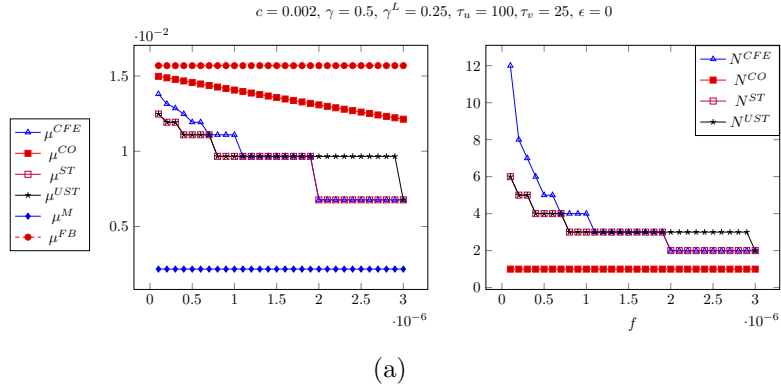 c = 0.002, γ = 0.5, γ^L = 0.25, τ_u = 100, τ_v = 25, ϵ = 0
·10^−2
1.5
1
0.5
0 0.5 1 1.5 2 2.5 3
·10^−6
μ^CFE
μ^CO
μ^ST
μ^UST
μ^M
μ^FB
12
10
8
6
4
2
0
0 0.5 1 1.5 2 2.5 3
·10^−6
f
N^CFE
N^CO
N^ST
N^UST
(a)